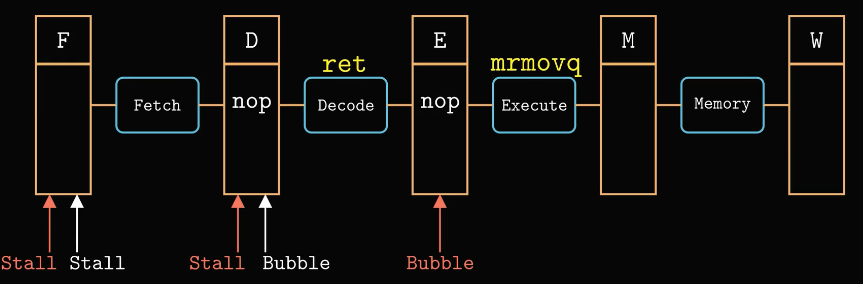 F D E M W
ret mrmovq
Fetch nop Decode nop Execute Memory
Stall Stall Stall Bubble Bubble